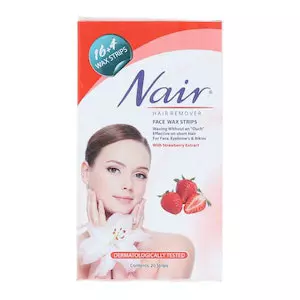 16+4
WAX STRIPS
Nair®
HAIR REMOVER
FACE WAX STRIPS
Waxing Without an "Ouch"
Effective on short Hair
For Face, Eyebrows & Bikini
With Strawberry Extract
DERMATOLOGICALLY TESTED
Contents: 20 Strips